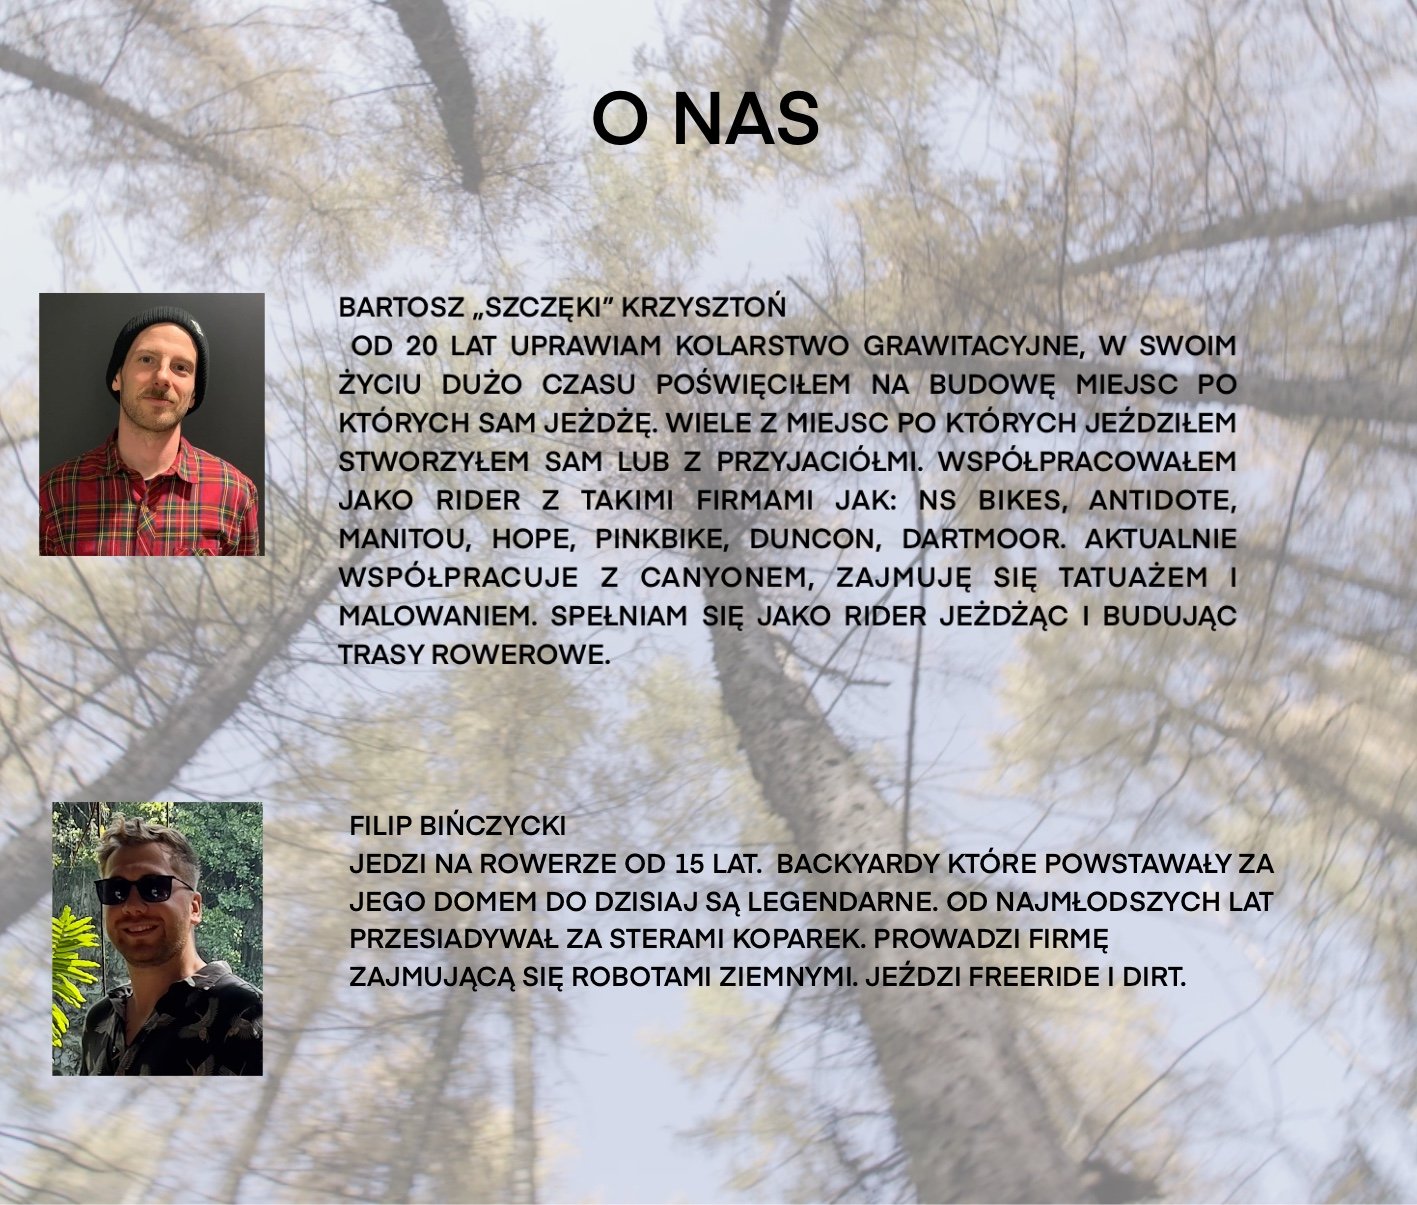 O NAS
BARTOSZ „SZCZĘKI” KRZYSZTOŃ
OD 20 LAT UPRAWIAM KOLARSTWO GRAWITACYJNE, W SWOIM
ŻYCIU DUŻO CZASU POŚWIĘCIŁEM NA BUDOWĘ MIEJSC PO
KTÓRYCH SAM JEŻDŻĘ. WIELE Z MIEJSC PO KTÓRYCH JEŹDZIŁEM
STWORZYŁEM SAM LUB Z PRZYJACIÓŁMI. WSPÓŁPRACOWAŁEM
JAKO RIDER Z TAKIMI FIRMAMI JAK: NS BIKES, ANTIDOTE,
MANITOU, HOPE, PINKBIKE, DUNCON, DARTMOOR. AKTUALNIE
WSPÓŁPRACUJE Z CANYONEM, ZAJMUJĘ SIĘ TATUAŻEM I
MALOWANIEM. SPEŁNIAM SIĘ JAKO RIDER JEŻDŻĄC I BUDUJĄC
TRASY ROWEROWE.
FILIP BIŃCZYCKI
JEDZI NA ROWERZE OD 15 LAT. BACKYARDY KTÓRE POWSTAWAŁY ZA
JEGO DOMEM DO DZISIAJ SĄ LEGENDARNE. OD NAJMŁODSZYCH LAT
PRZESIADYWAŁ ZA STERAMI KOPAREK. PROWADZI FIRMĘ
ZAJMUJĄCĄ SIĘ ROBOTAMI ZIEMNYMI. JEŹDZI FREERIDE I DIRT.